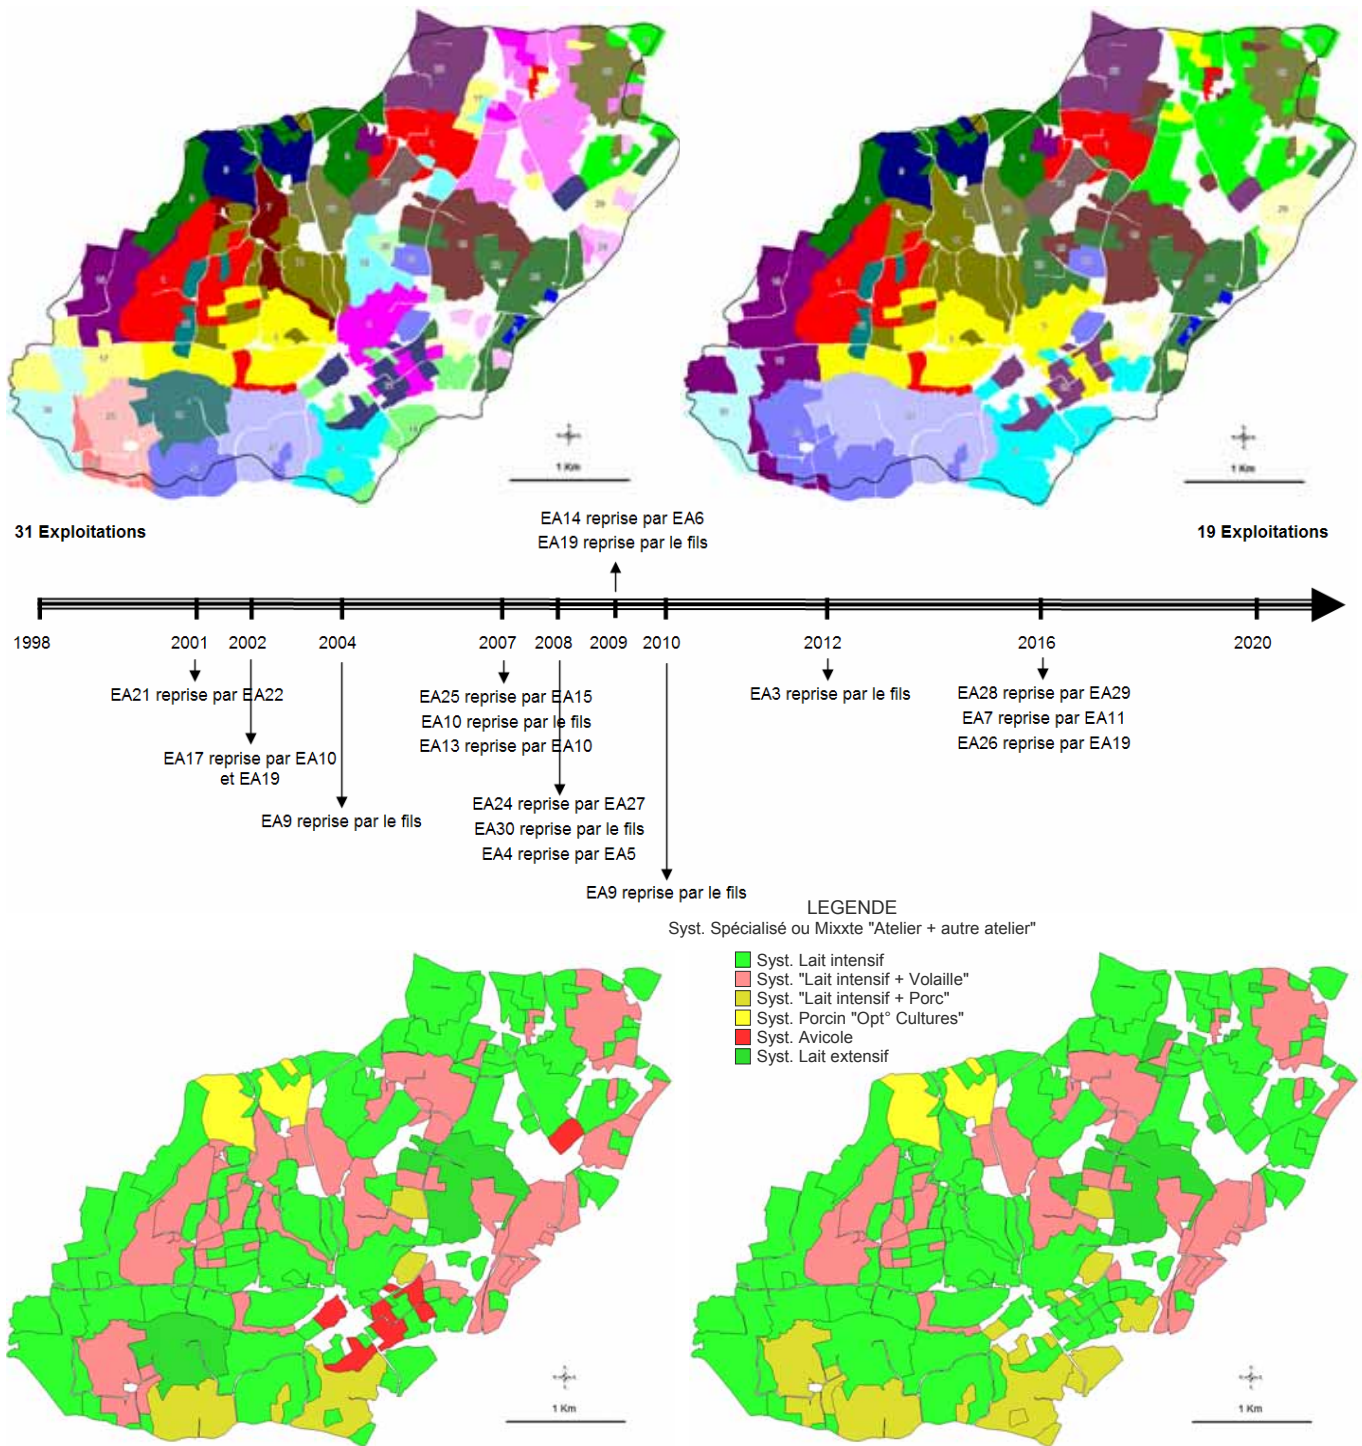 1 Km
1 Km
31 Exploitations
19 Exploitations
EA14 reprise par EA6
EA19 reprise par le fils
1998
2001
2002
2004
2007
2008
2009
2010
2012
2016
2020
EA21 reprise par EA22
EA17 reprise par EA10
et EA19
EA9 reprise par le fils
EA25 reprise par EA15
EA10 reprise par le fils
EA13 reprise par EA10
EA24 reprise par EA27
EA30 reprise par le fils
EA4 reprise par EA5
EA9 reprise par le fils
EA3 reprise par le fils
EA28 reprise par EA29
EA7 reprise par EA11
EA26 reprise par EA19
LEGENDE
Syst. Spécialisé ou Mixxte "Atelier + autre atelier"
Syst. Lait intensif
Syst. "Lait intensif + Volaille"
Syst. "Lait intensif + Porc"
Syst. Porcin "Opt° Cultures"
Syst. Avicole
Syst. Lait extensif
1 Km
1 Km